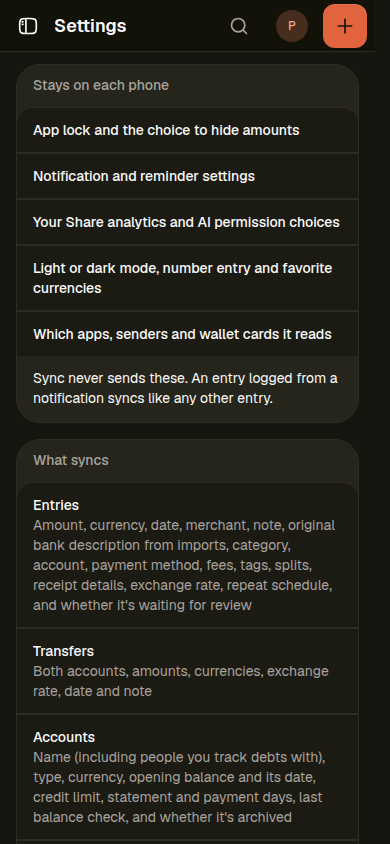 Settings
P
Stays on each phone
App lock and the choice to hide amounts
Notification and reminder settings
Your Share analytics and AI permission choices
Light or dark mode, number entry and favorite
currencies
Which apps, senders and wallet cards it reads
Sync never sends these. An entry logged from a
notification syncs like any other entry.
What syncs
Entries
Amount, currency, date, merchant, note, original
bank description from imports, category,
account, payment method, fees, tags, splits,
receipt details, exchange rate, repeat schedule,
and whether it's waiting for review
Transfers
Both accounts, amounts, currencies, exchange
rate, date and note
Accounts
Name (including people you track debts with),
type, currency, opening balance and its date,
credit limit, statement and payment days, last
balance check, and whether it's archived